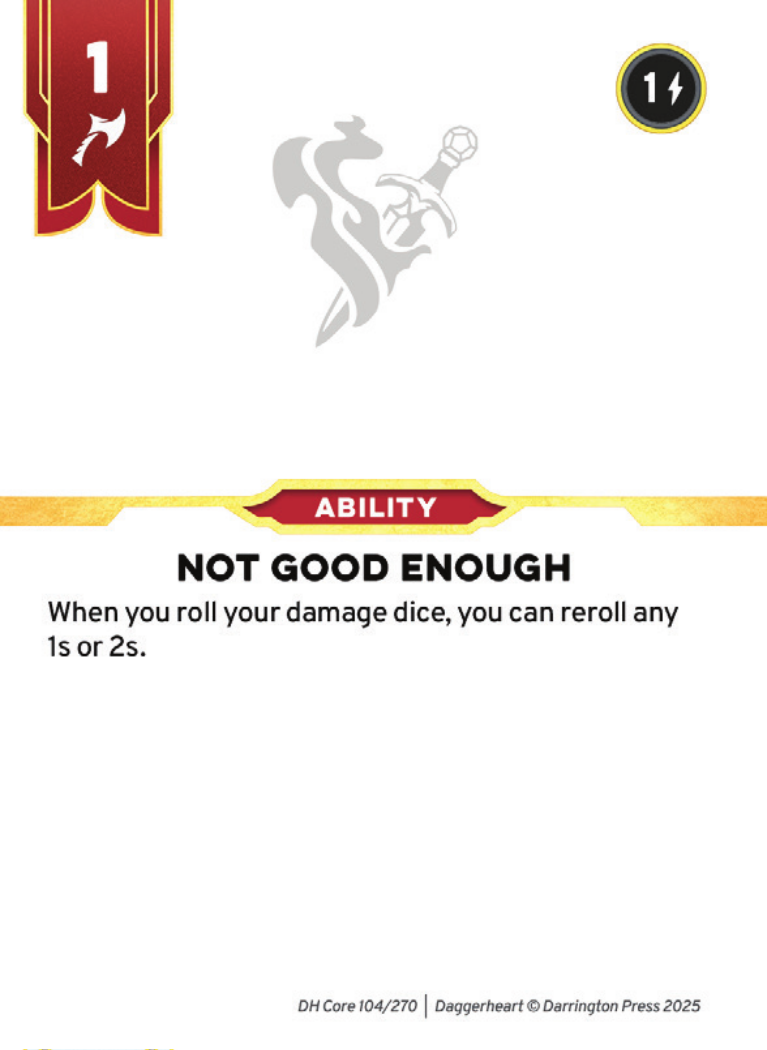 1
1
ABILITY
NOT GOOD ENOUGH
When you roll your damage dice, you can reroll any
1s or 2s.
DH Core 104/270 | Daggerheart © Darrington Press 2025